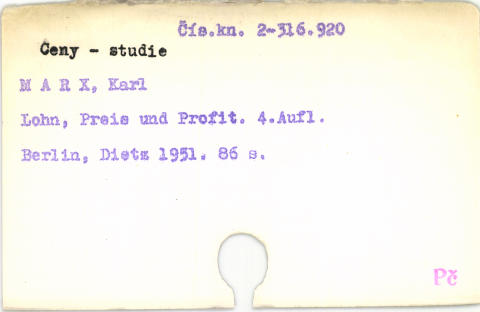 Čís.kn. 2-316.920
Ceny - studie
M A R X, Karl
Lohn, Preis und Profit. 4.Aufl.
Berlin, Dietz 1951. 86 s.
Pč